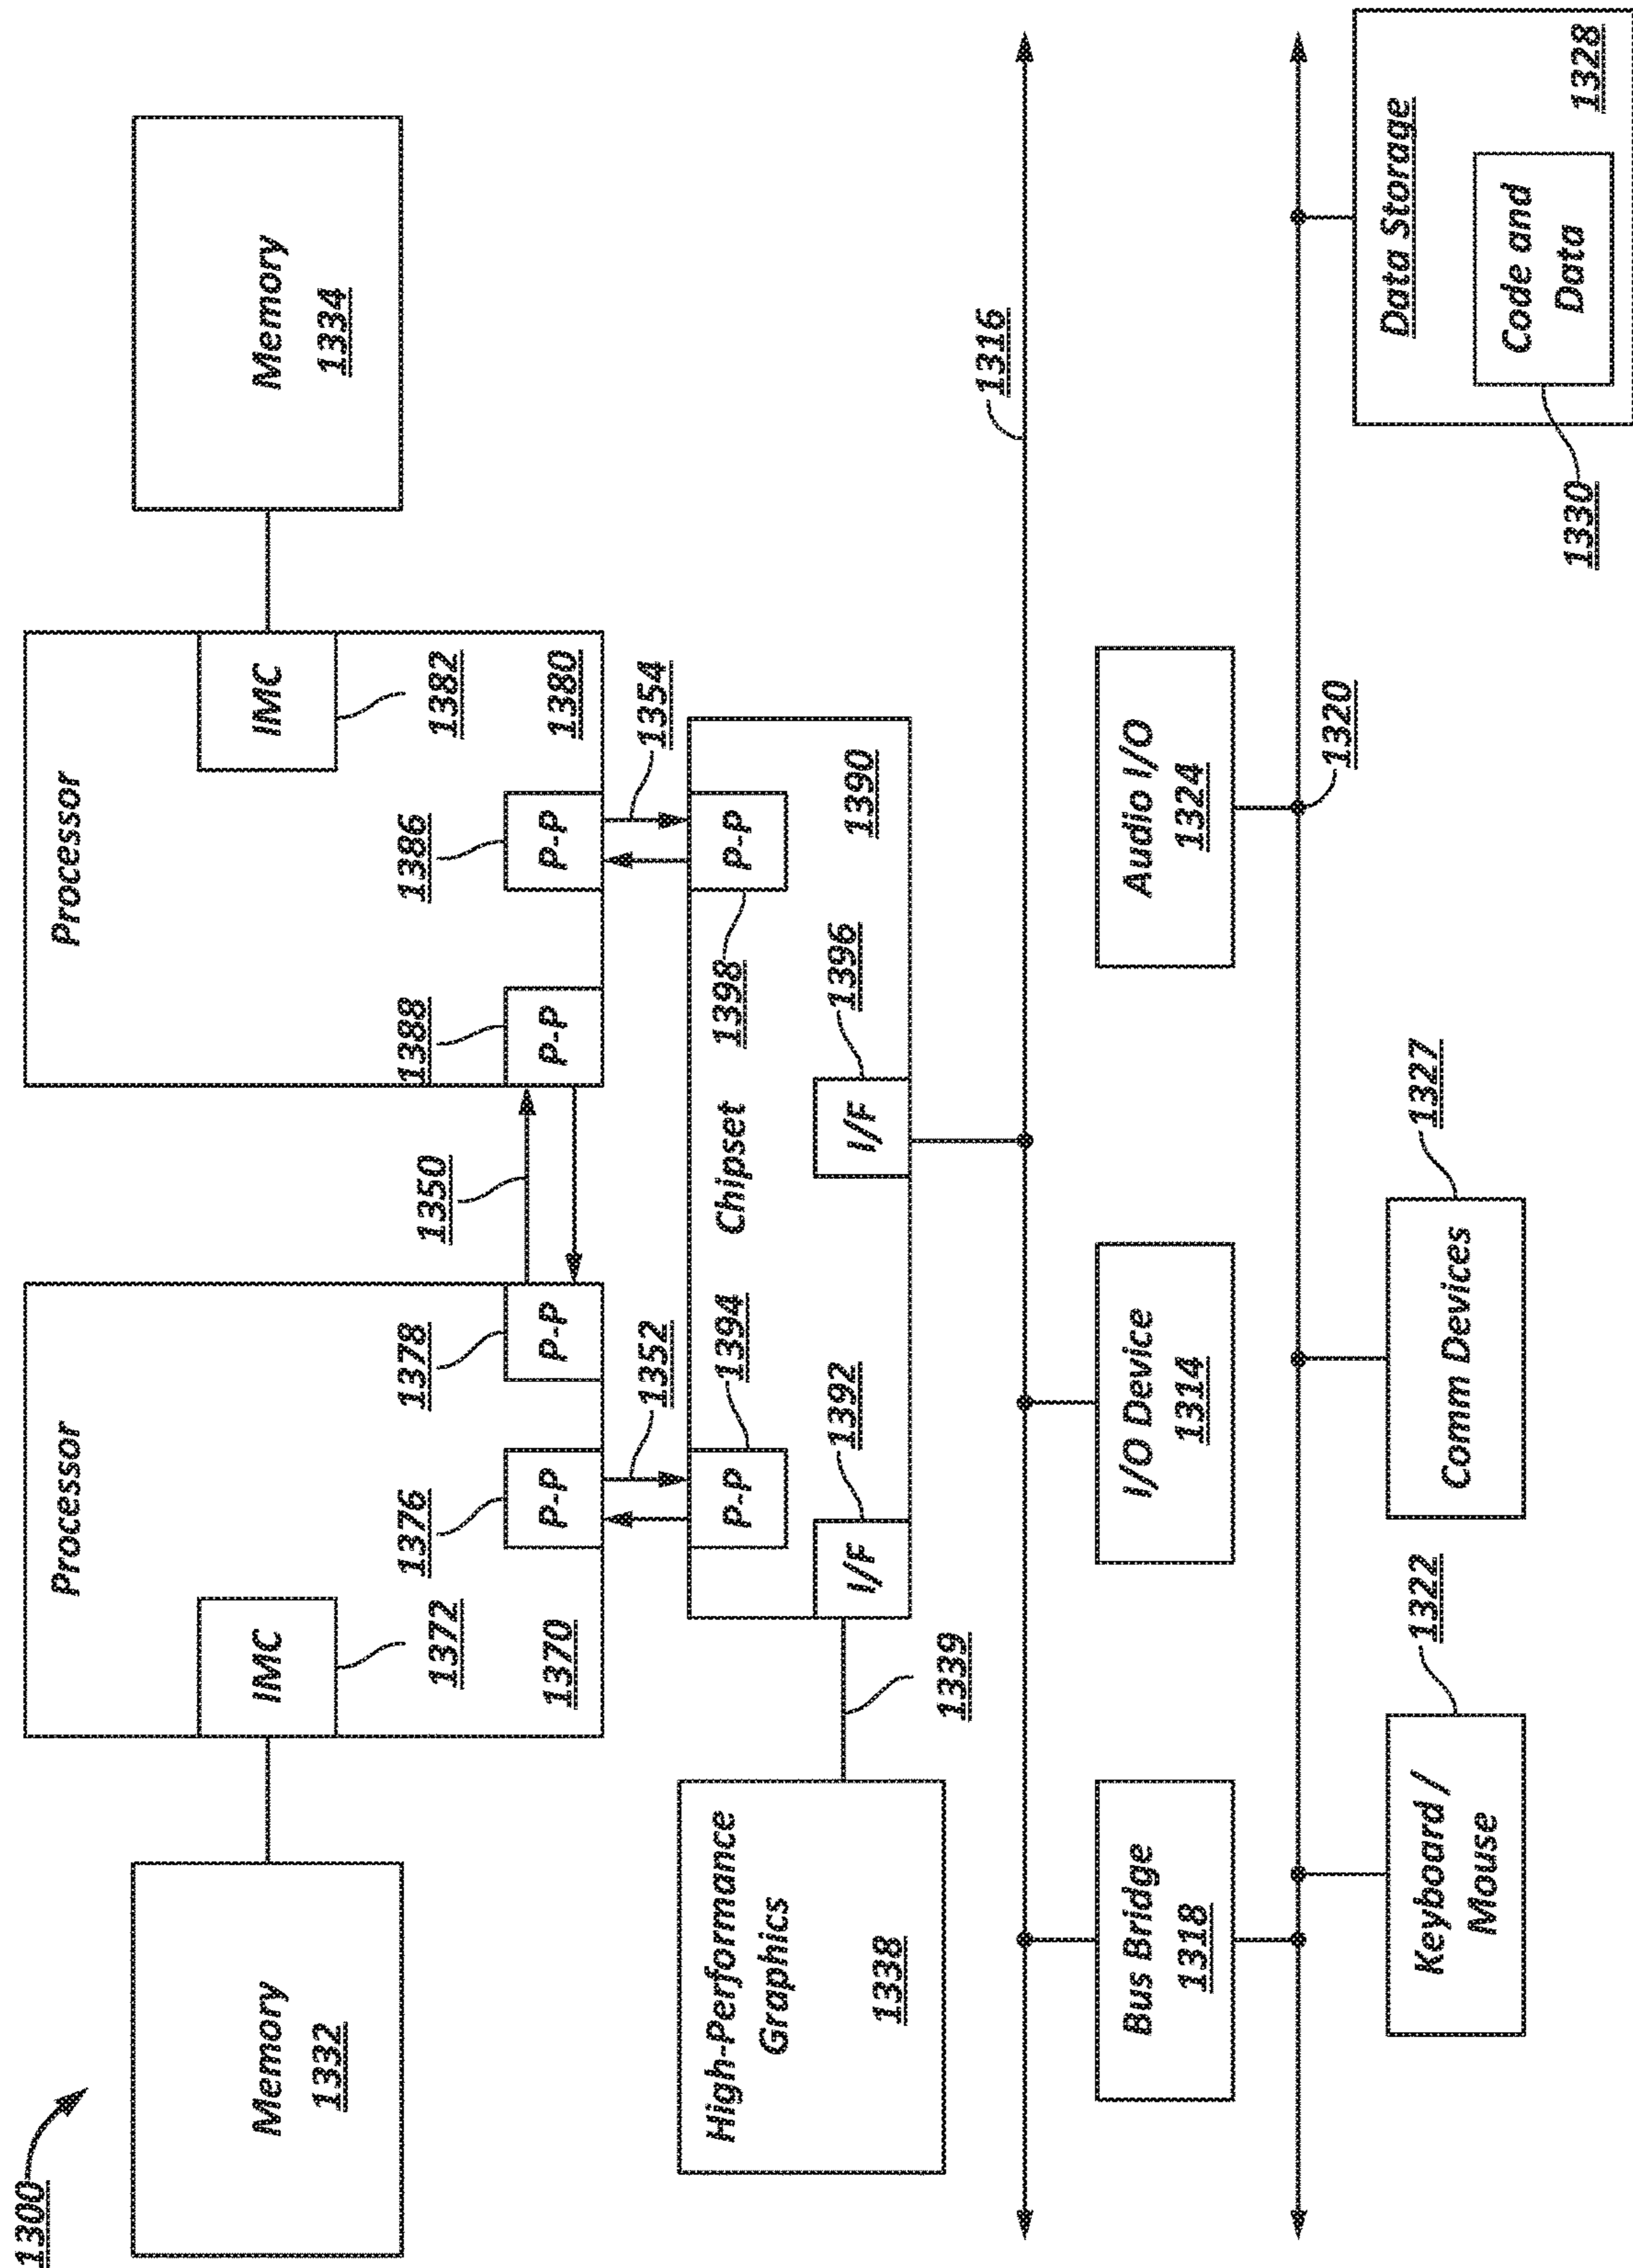 1300
Memory
1332
Processor
IMC
1372
1370
1376
P-P
1378
P-P
1350
Processor
1388
P-P
1386
P-P
IMC
1382
1380
Memory
1334
1352
1354
High-Performance
Graphics
1338
1339
Chipset
P-P
1394
1398
P-P
I/F
1392
I/F
1396
1390
1316
Bus Bridge
1318
I/O Device
1314
Audio I/O
1324
1320
Keyboard /
Mouse
1322
Comm Devices
1327
Data Storage
Code and
Data
1330
1328